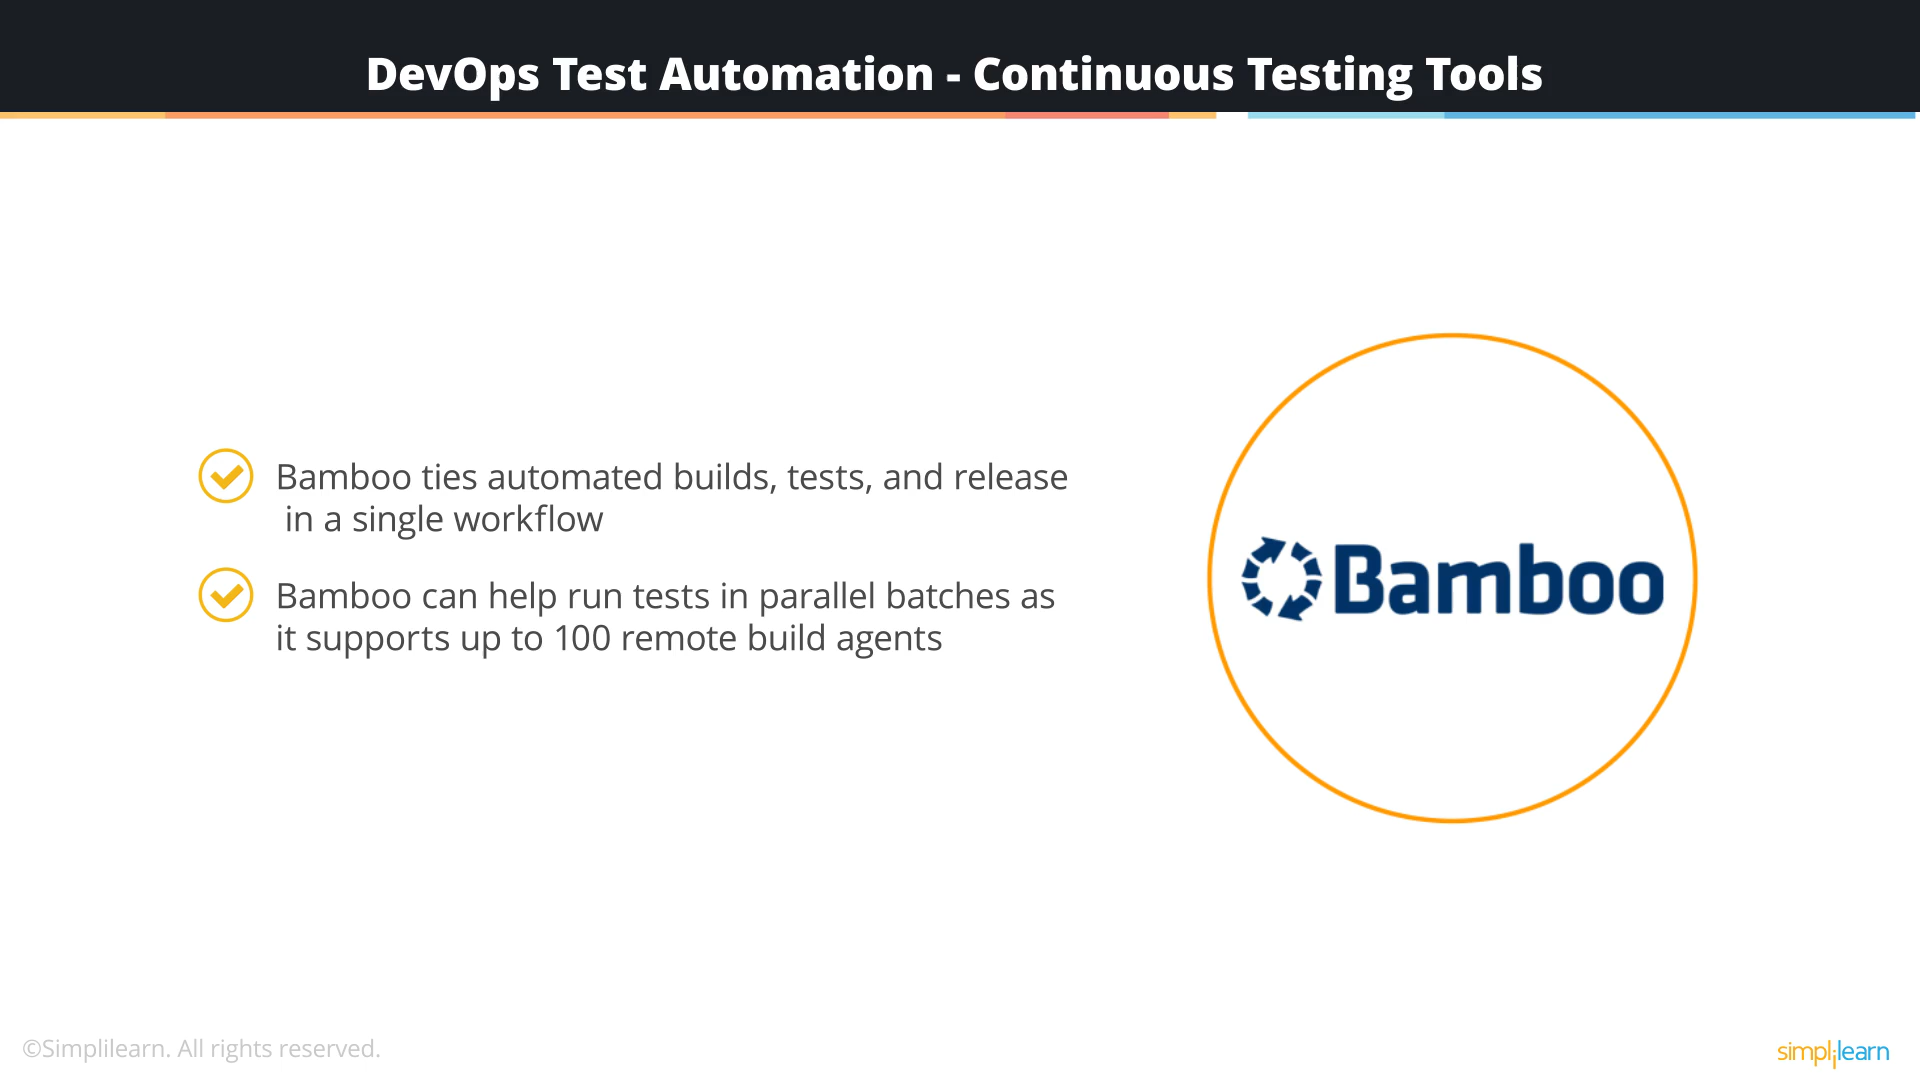 DevOps Test Automation - Continuous Testing Tools
Bamboo ties automated builds, tests, and release
in a single workflow
Bamboo can help run tests in parallel batches as
it supports up to 100 remote build agents
Bamboo
©Simplilearn. All rights reserved.
simplilearn